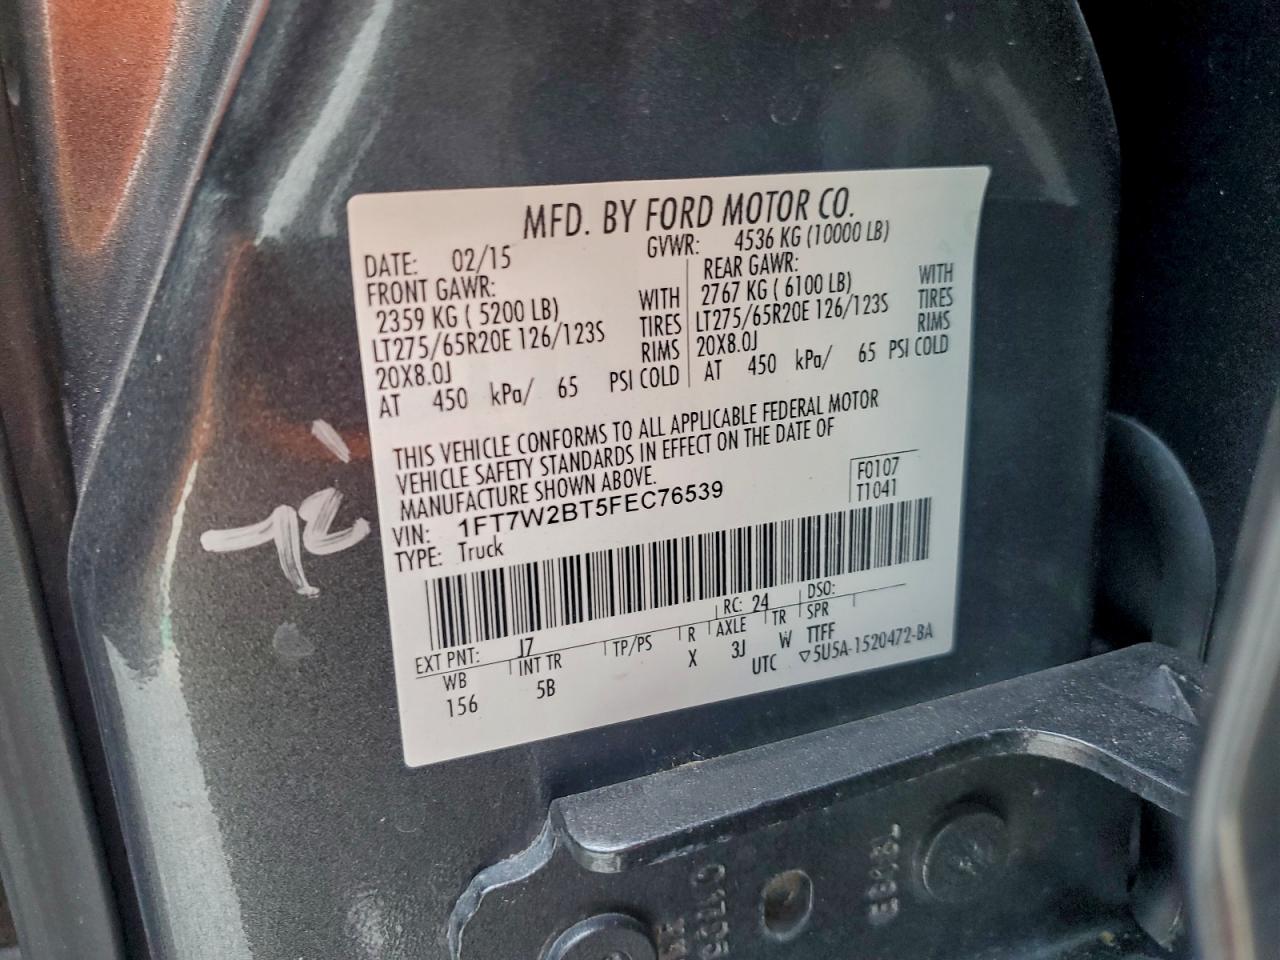 MFD. BY FORD MOTOR CO.
DATE: 02/15 GVWR: 4536 KG (10000 LB)
FRONT GAWR:
2359 KG ( 5200 LB) WITH
LT275/65R20E 126/123S TIRES
20X8.0J RIMS
AT 450 kPa/ 65 PSI COLD
REAR GAWR:
2767 KG ( 6100 LB) WITH
LT275/65R20E 126/123S TIRES
20X8.0J RIMS
AT 450 kPa/ 65 PSI COLD
THIS VEHICLE CONFORMS TO ALL APPLICABLE FEDERAL MOTOR
VEHICLE SAFETY STANDARDS IN EFFECT ON THE DATE OF
MANUFACTURE SHOWN ABOVE.
VIN: 1FT7W2BT5FEC76539
TYPE: Truck
F0107
T1041
EXT PNT: J7 RC: 24 DSO:
WB INT TR TP/PS R AXLE TR SPR
156 5B X 3J W TTFF
UTC ▽5U5A-1520472-BA